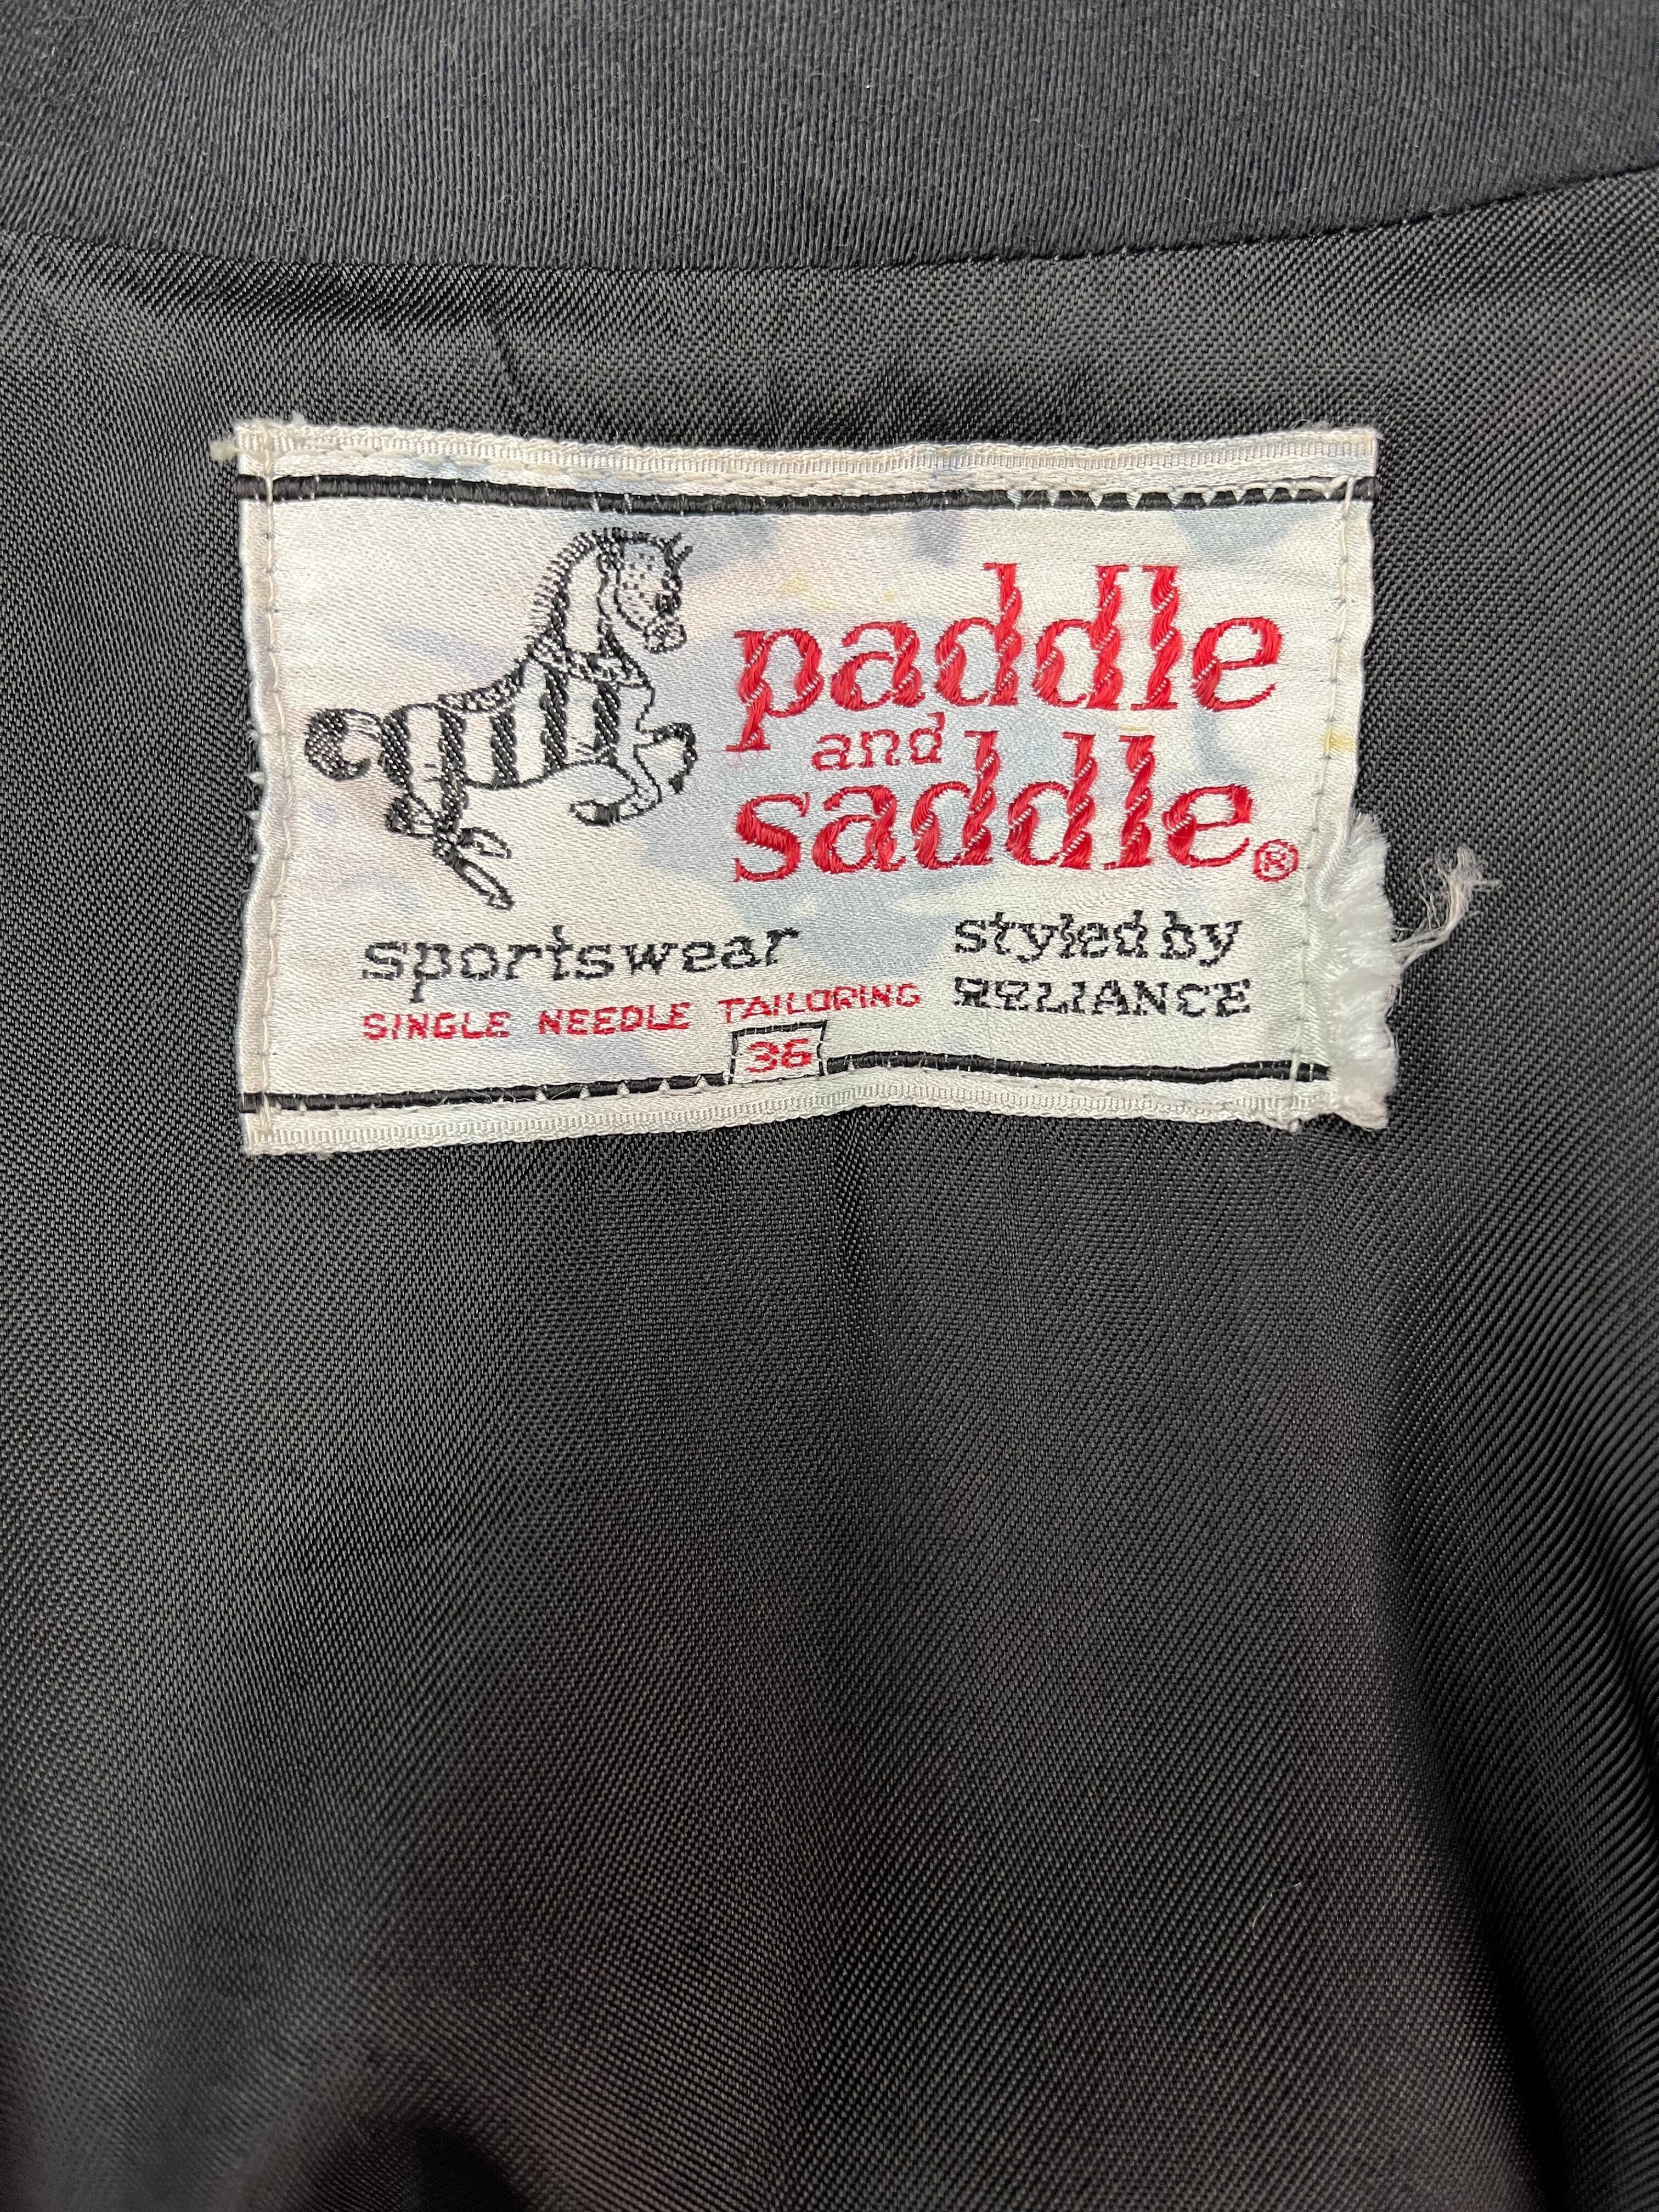 paddle
and
saddle®
sportswear
styled by
RELIANCE
SINGLE NEEDLE TAILORING
36